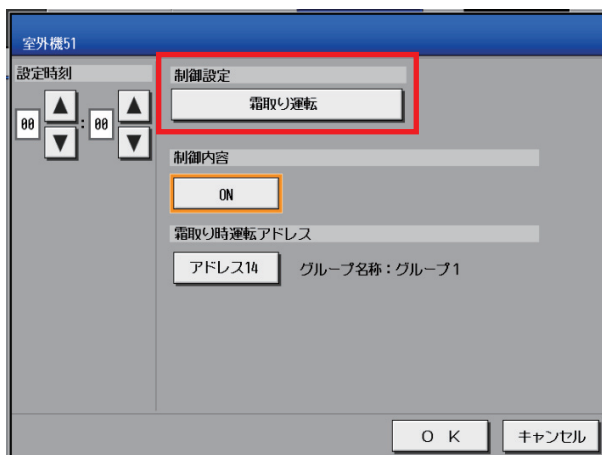 室外機51
設定時刻
00 : 00
制御設定
霜取り運転
制御内容
ON
霜取り時運転アドレス
アドレス14 グループ名称：グループ1
O K キャンセル